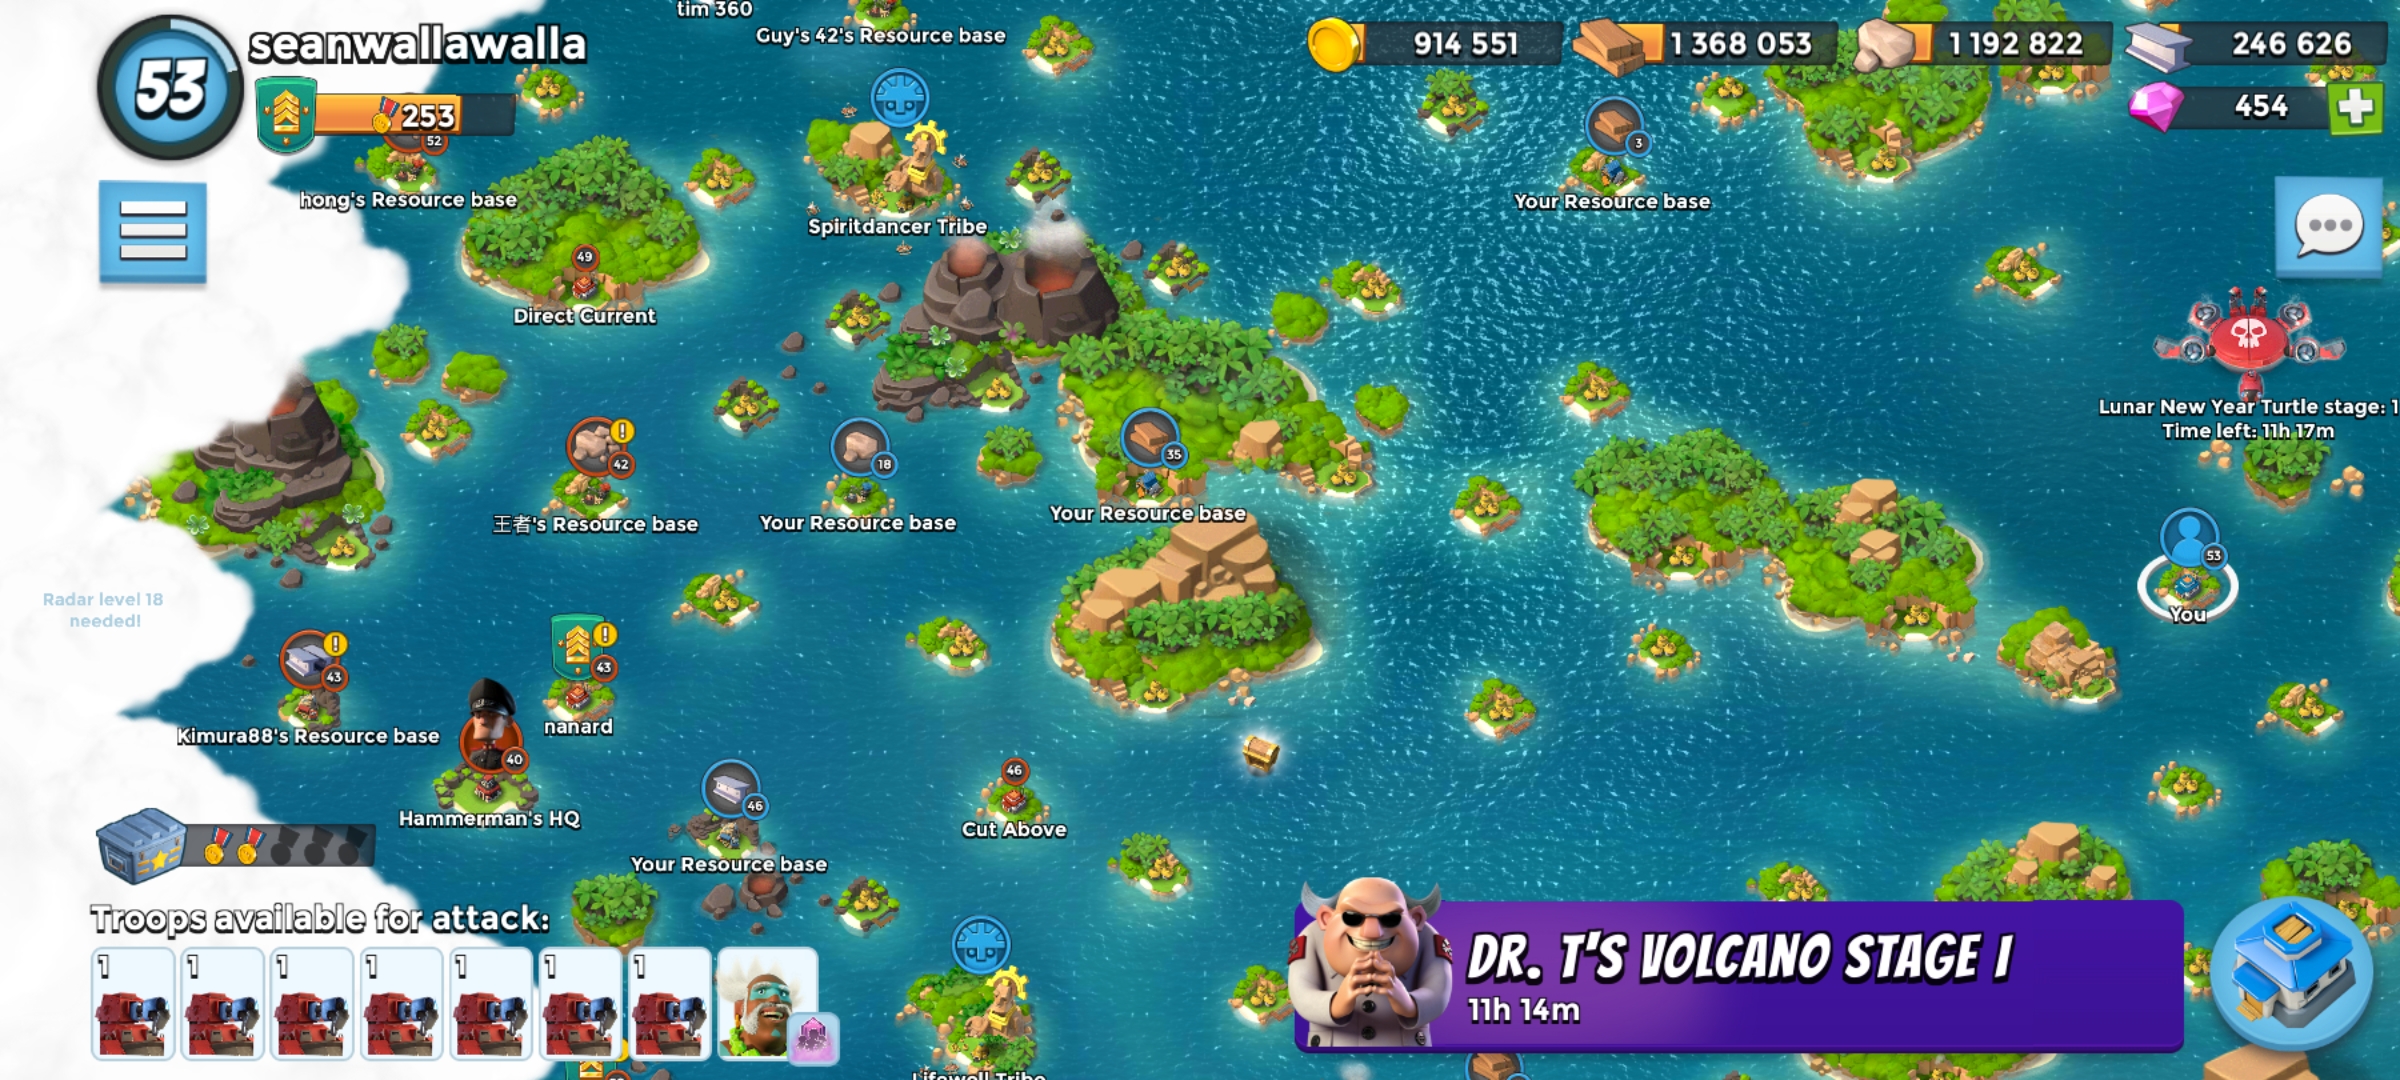 tim 360
Guy's 42's Resource base
53
seanwallawalla
253
914 551
1 368 053
1 192 822
246 626
454
52
hong's Resource base
Spiritdancer Tribe
3
Your Resource base
49
Direct Current
Lunar New Year Turtle stage: 1
Time left: 11h 17m
42
王者's Resource base
18
Your Resource base
35
Your Resource base
53
You
Radar level 18
needed!
43
Kimura88's Resource base
43
nanard
40
Hammerman's HQ
46
Your Resource base
46
Cut Above
Troops available for attack:
1 1 1 1 1 1 1
DR. T'S VOLCANO STAGE I
11h 14m
Lifewell Tribe